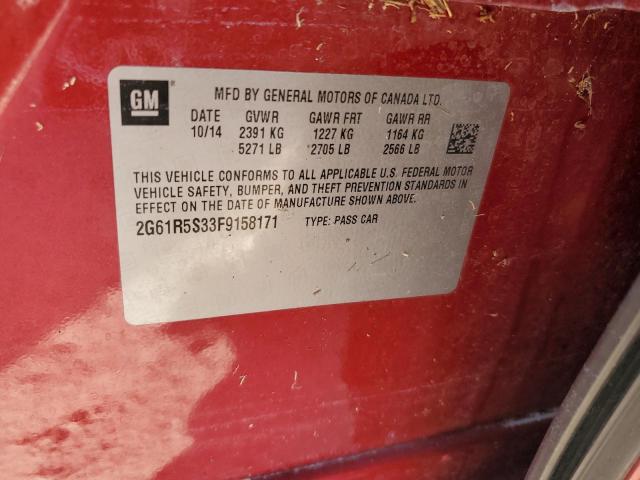 GM
MFD BY GENERAL MOTORS OF CANADA LTD.
DATE GVWR GAWR FRT GAWR RR
10/14 2391 KG 1227 KG 1164 KG
5271 LB 2705 LB 2566 LB
THIS VEHICLE CONFORMS TO ALL APPLICABLE U.S. FEDERAL MOTOR
VEHICLE SAFETY, BUMPER, AND THEFT PREVENTION STANDARDS IN
EFFECT ON THE DATE OF MANUFACTURE SHOWN ABOVE.
2G61R5S33F9158171 TYPE: PASS CAR